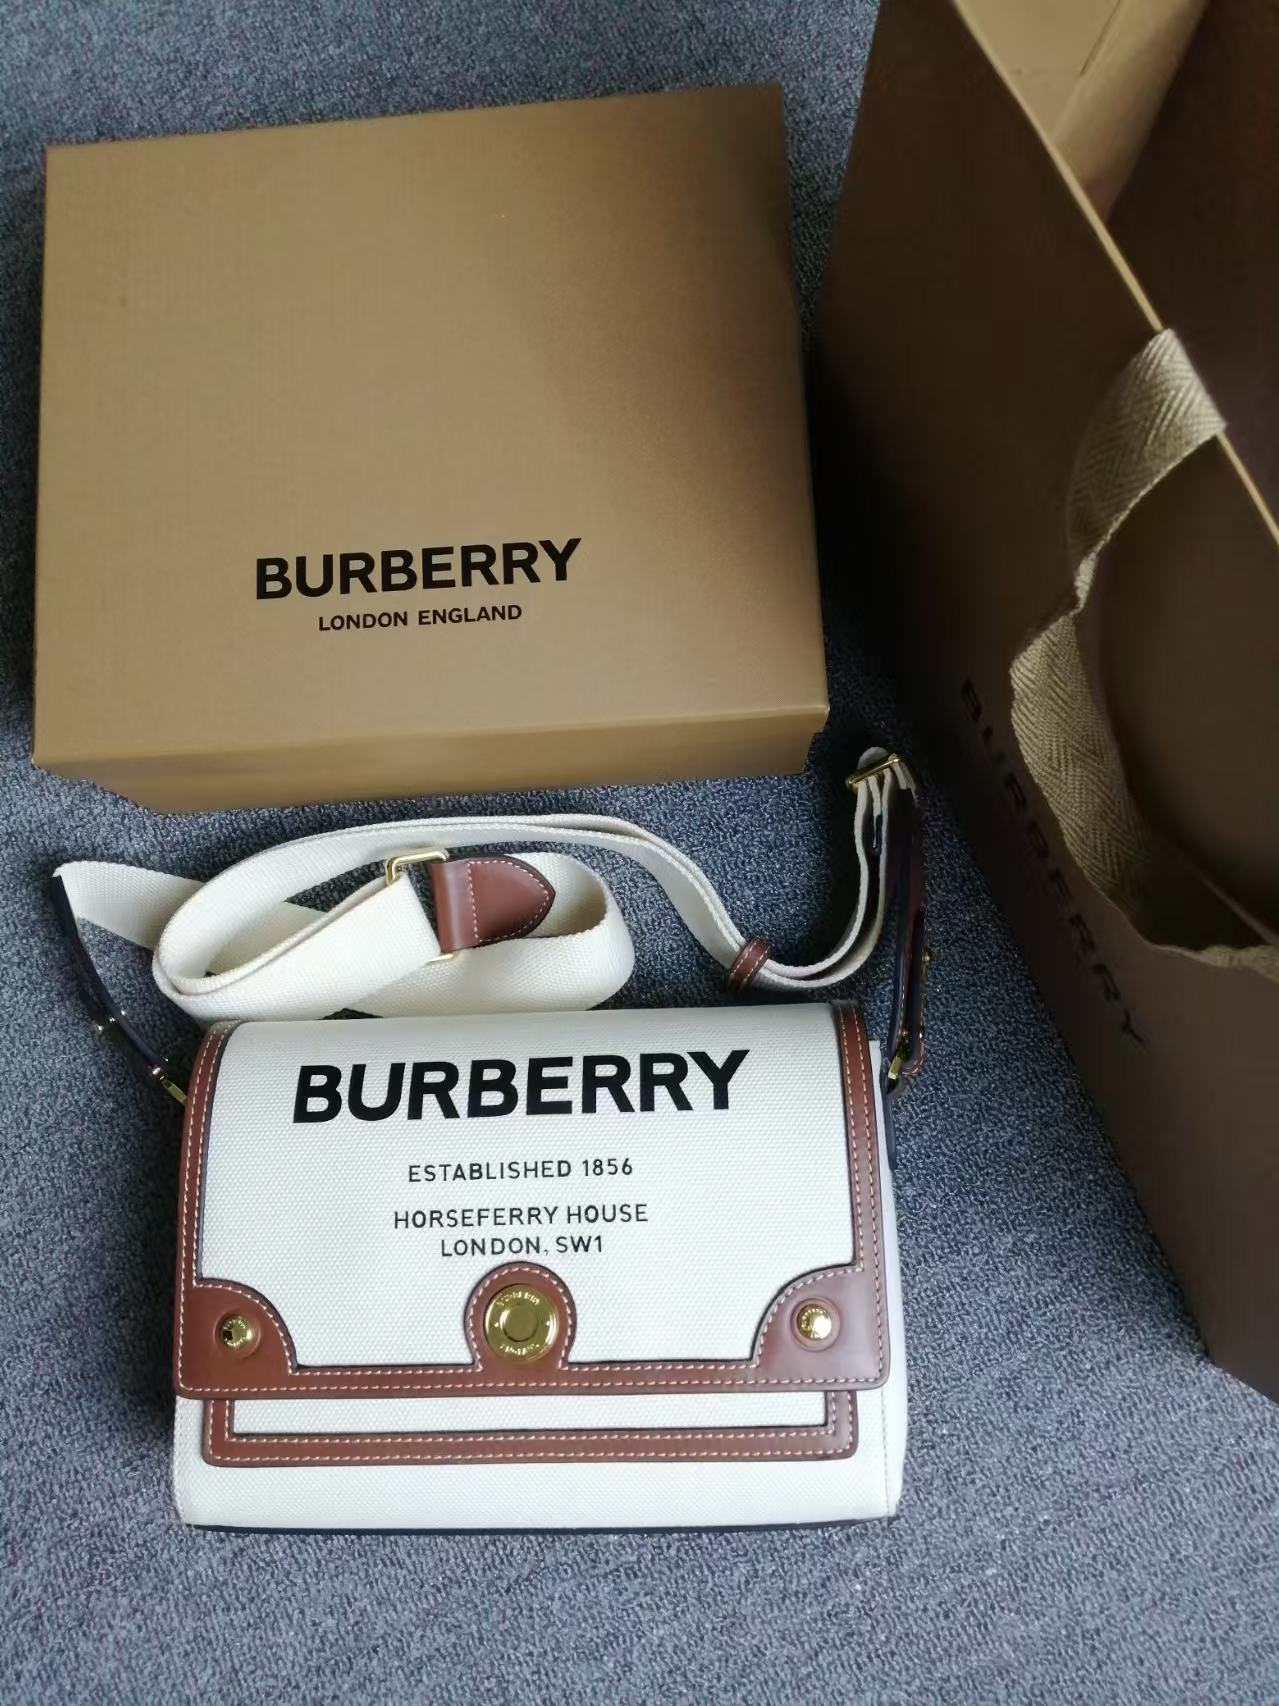 BURBERRY
LONDON ENGLAND
BURBERRY
BURBERRY
ESTABLISHED 1856
HORSEFERRY HOUSE
LONDON, SW1